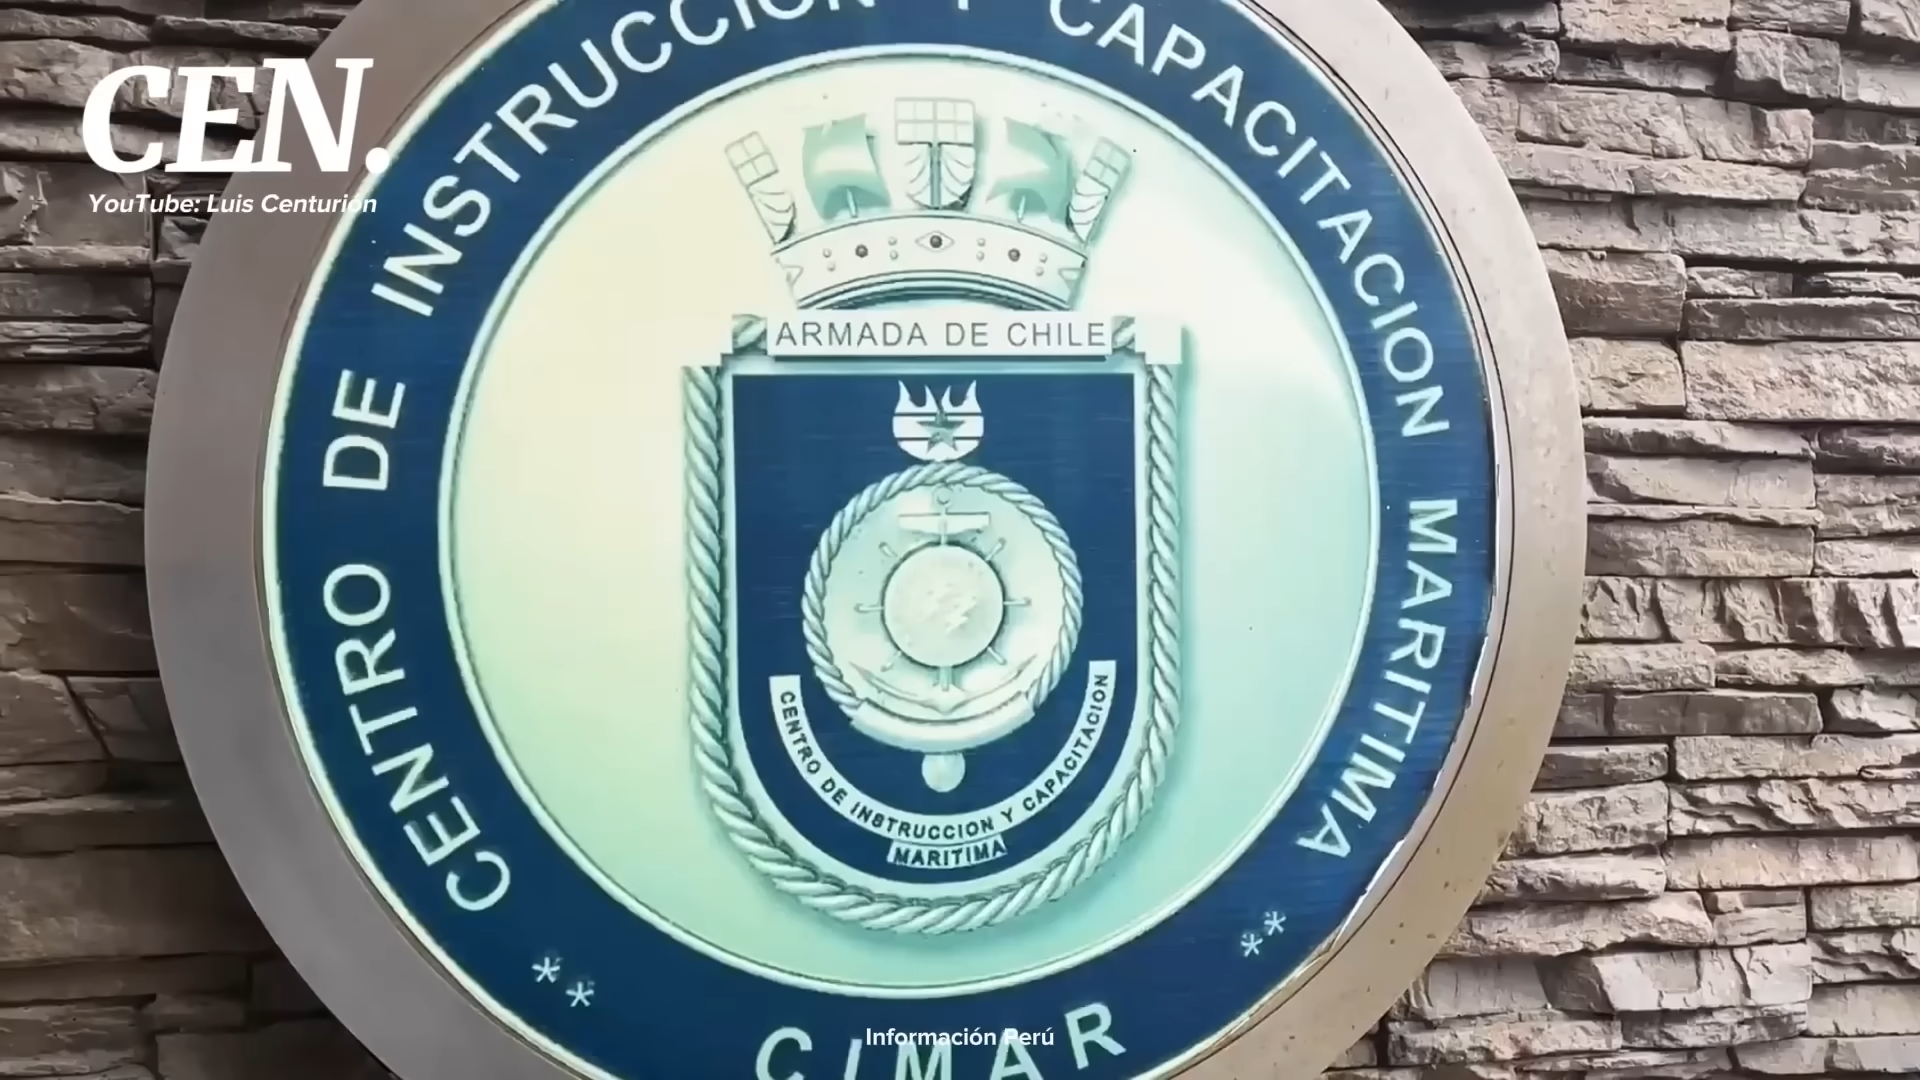 CEN.
YouTube: Luis Centurión
CENTRO DE INSTRUCCION Y CAPACITACION MARITIMA
ARMADA DE CHILE
CENTRO DE INSTRUCCION Y CAPACITACION
MARITIMA
** CIMAR **
Información Perú